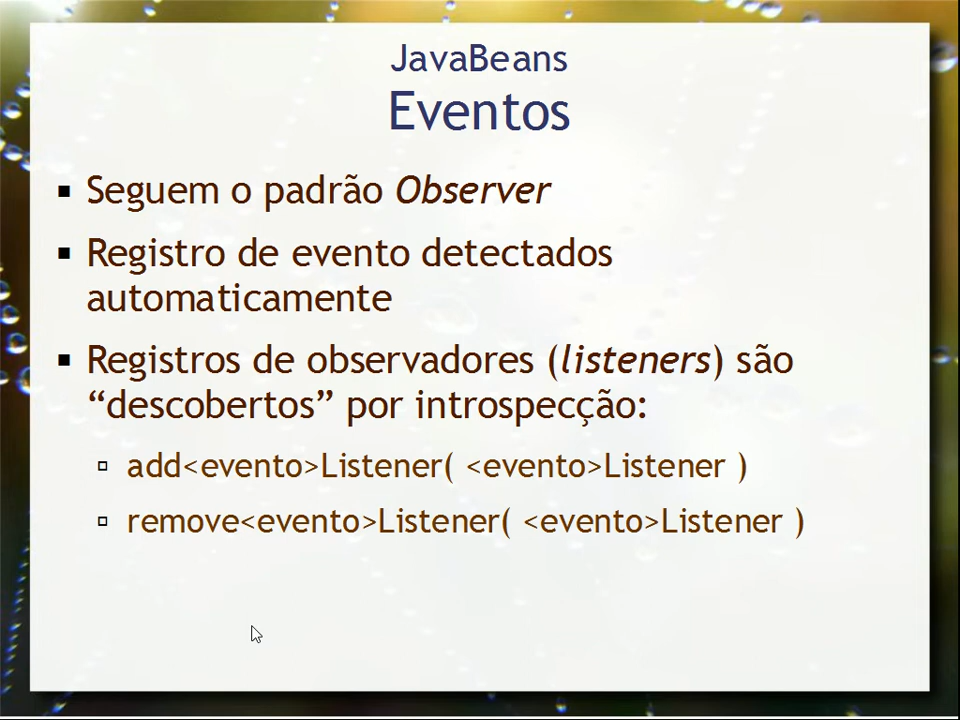 JavaBeans
Eventos
Seguem o padrão Observer
Registro de evento detectados
automaticamente
Registros de observadores (listeners) são
“descobertos” por introspecção:
add<evento>Listener( <evento>Listener )
remove<evento>Listener( <evento>Listener )